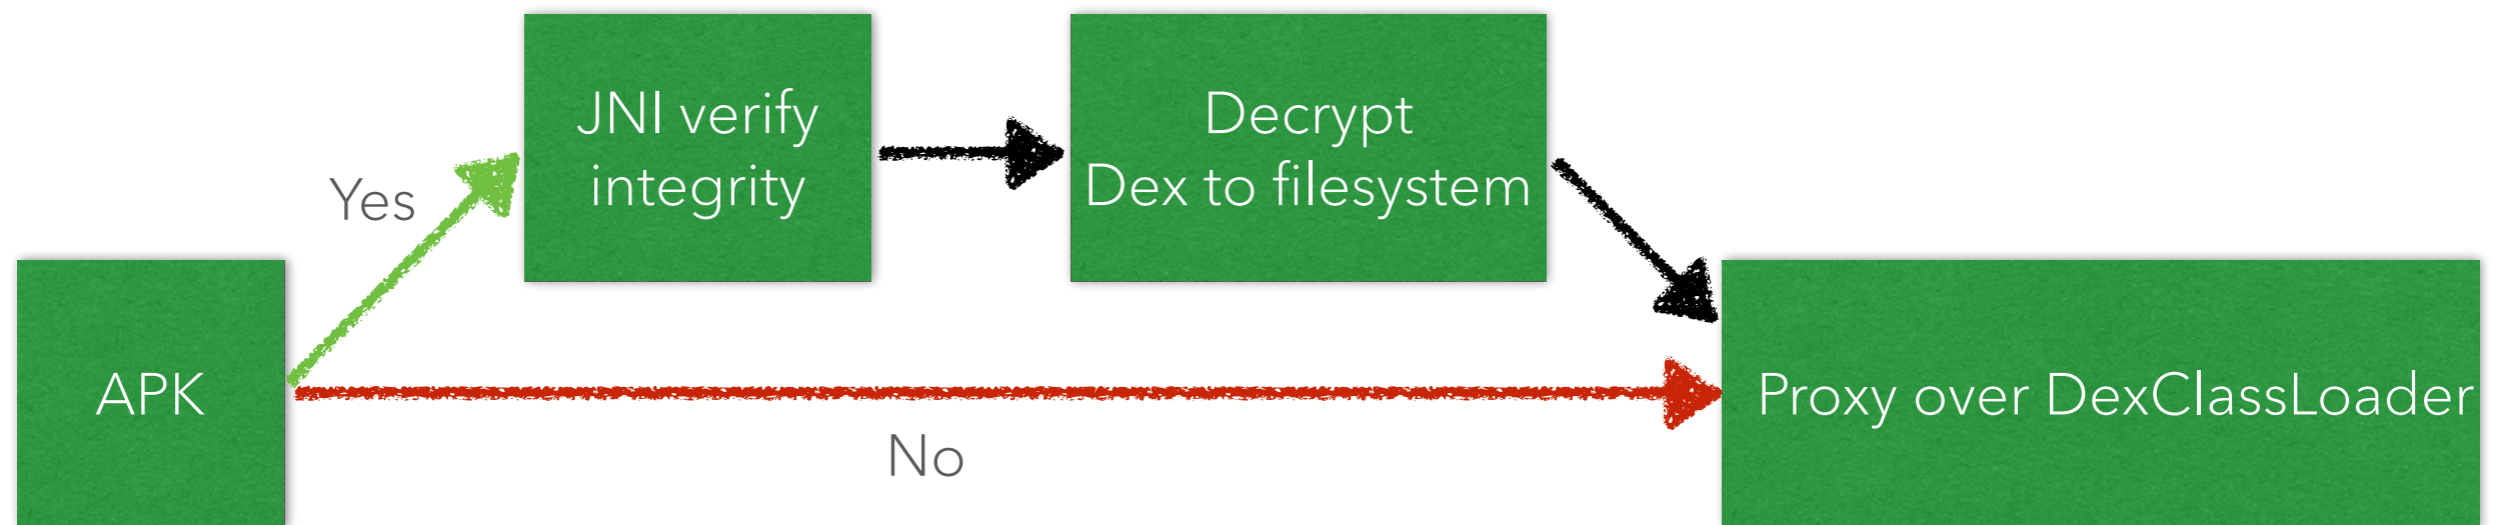 JNI verify
integrity
Decrypt
Dex to filesystem
Yes
APK
Proxy over DexClassLoader
No